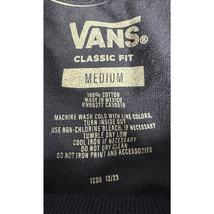 VANS®
CLASSIC FIT
MEDIUM
100% COTTON
MADE IN MEXICO
MACHINE WASH COLD WITH LIKE COLORS,
TURN INSIDE OUT
USE NON-CHLORINE BLEACH, IF NECESSARY
TUMBLE DRY LOW
COOL IRON IF NECESSARY
DO NOT DRY CLEAN
DO NOT IRON PRINT AND ACCESSORIES
12/23